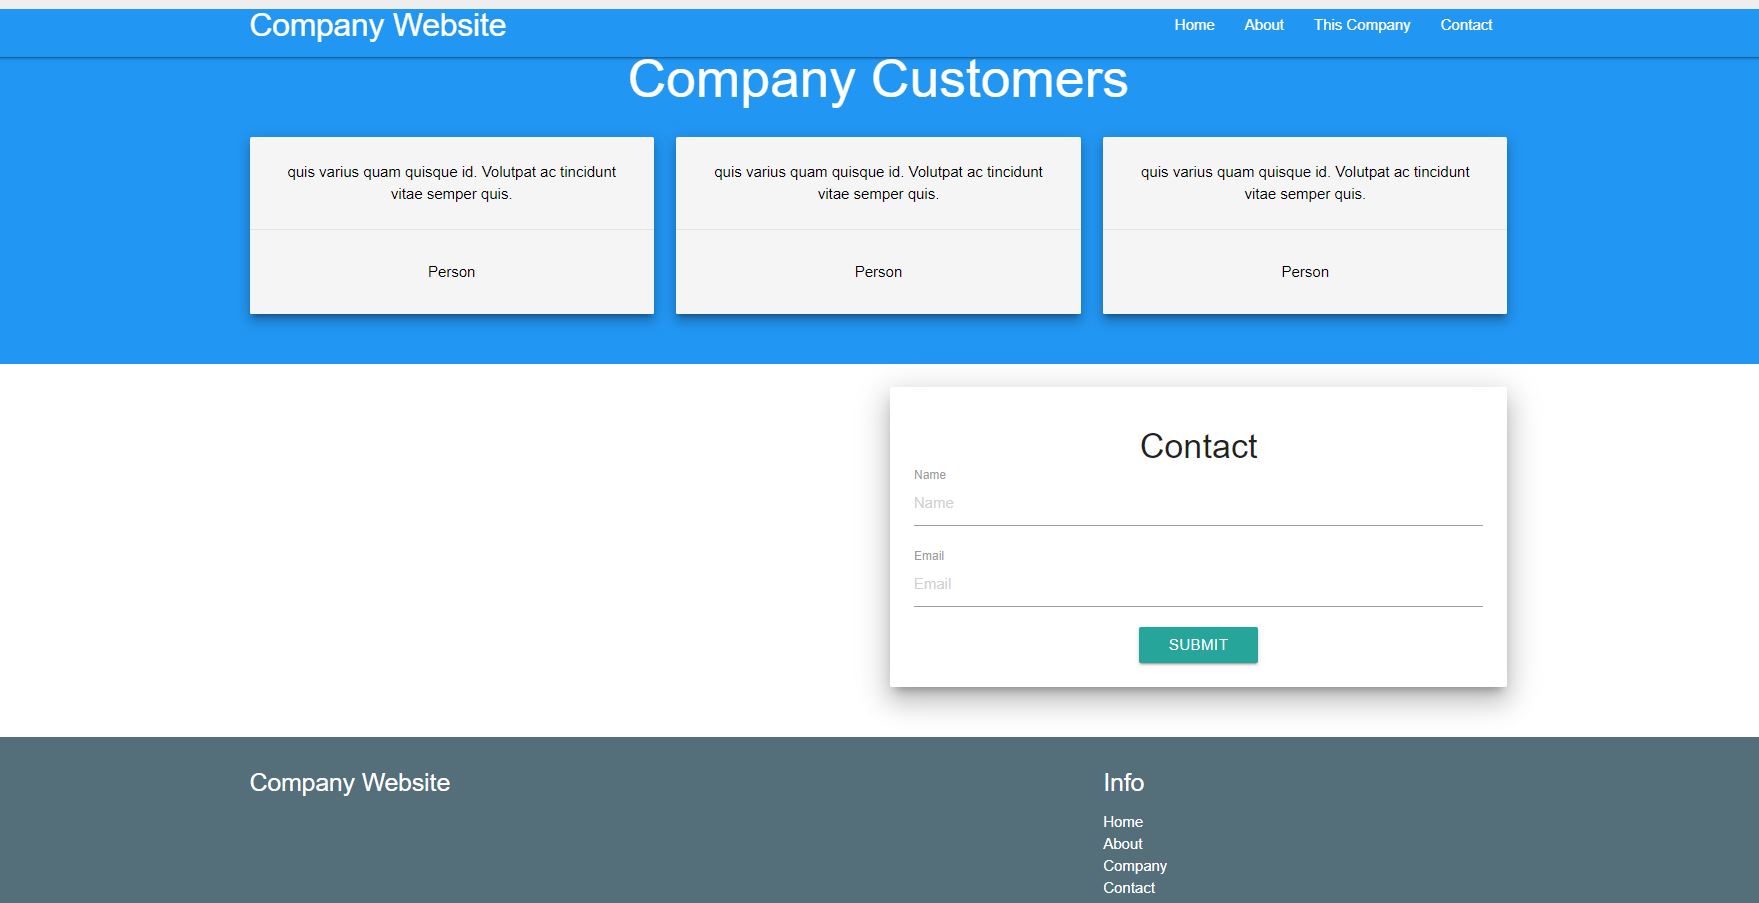 Company Website
Home About This Company Contact
Company Customers
quis varius quam quisque id. Volutpat ac tincidunt
vitae semper quis.
Person
quis varius quam quisque id. Volutpat ac tincidunt
vitae semper quis.
Person
quis varius quam quisque id. Volutpat ac tincidunt
vitae semper quis.
Person
Contact
Name
Name
Email
Email
SUBMIT
Company Website
Info
Home
About
Company
Contact